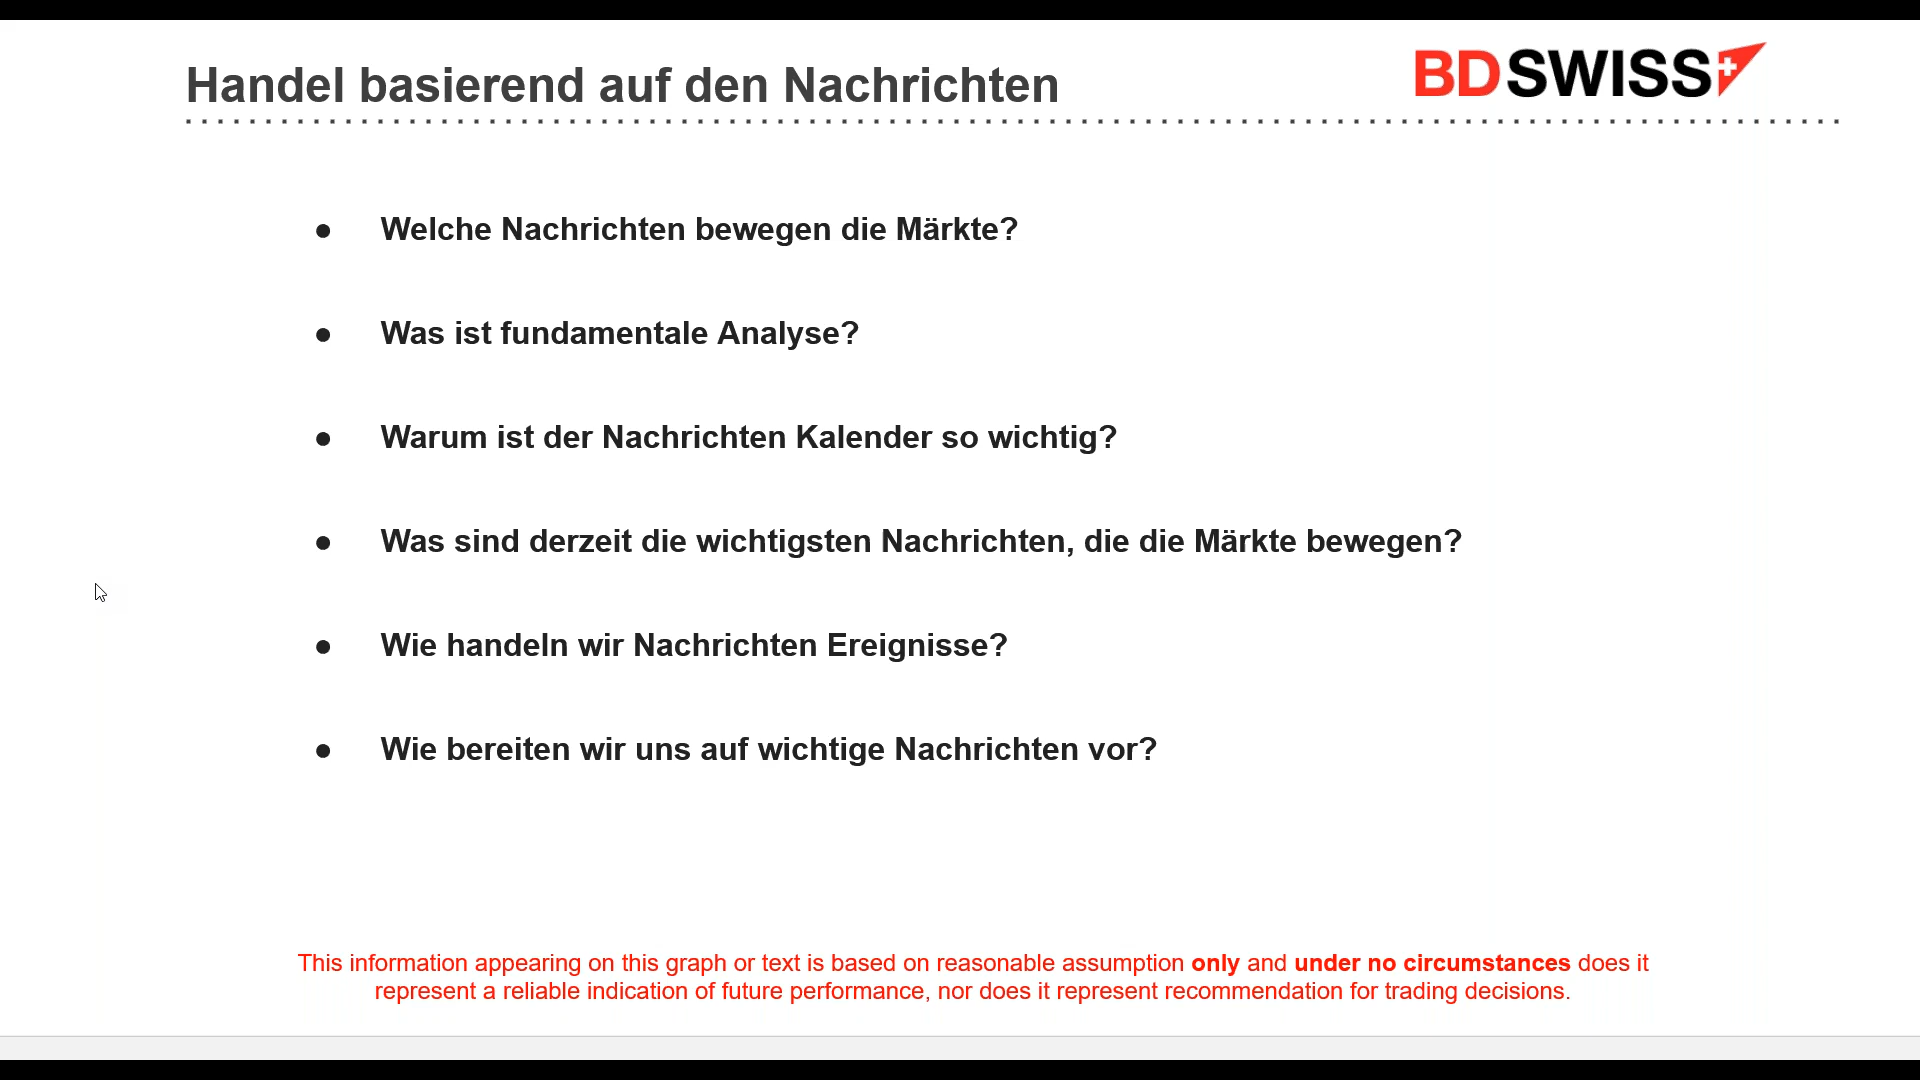 Handel basierend auf den Nachrichten
BDSWISS
● Welche Nachrichten bewegen die Märkte?
● Was ist fundamentale Analyse?
● Warum ist der Nachrichten Kalender so wichtig?
● Was sind derzeit die wichtigsten Nachrichten, die die Märkte bewegen?
● Wie handeln wir Nachrichten Ereignisse?
● Wie bereiten wir uns auf wichtige Nachrichten vor?
This information appearing on this graph or text is based on reasonable assumption only and under no circumstances does it
represent a reliable indication of future performance, nor does it represent recommendation for trading decisions.